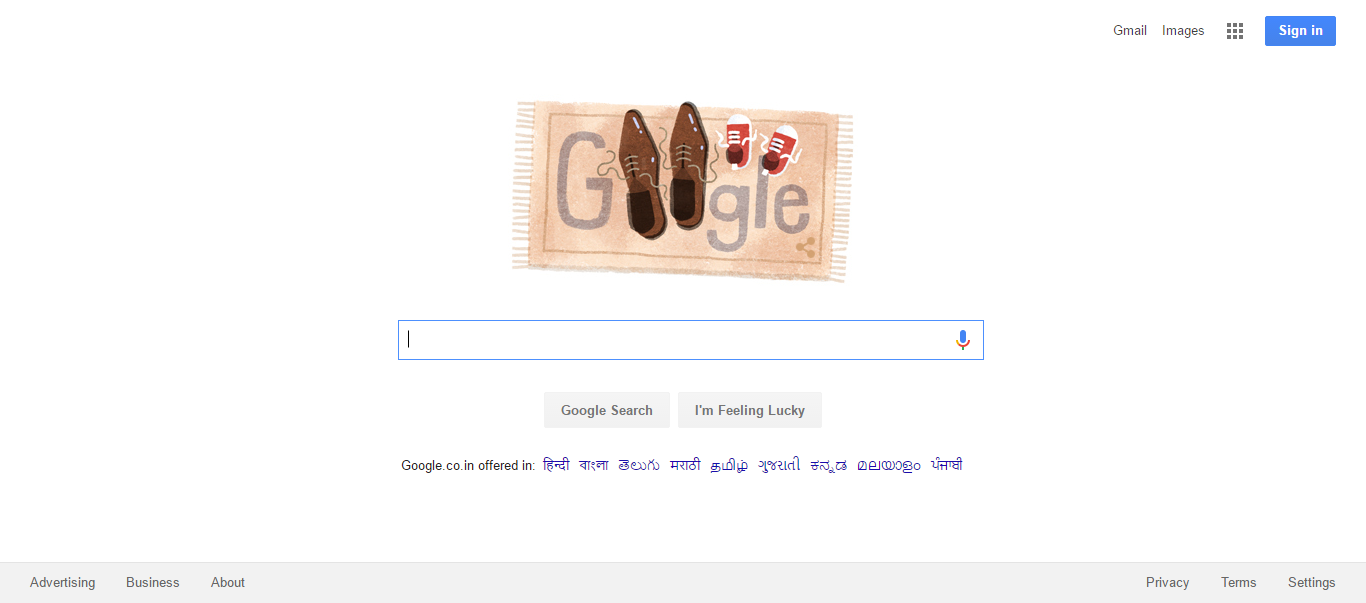 Gmail Images Sign in
Google
Google Search I'm Feeling Lucky
Google.co.in offered in: हिन्दी বাংলা తెలుగు मराठी தமிழ் ગુજરાતી ಕನ್ನಡ മലയാളം ਪੰਜਾਬੀ
Advertising Business About Privacy Terms Settings